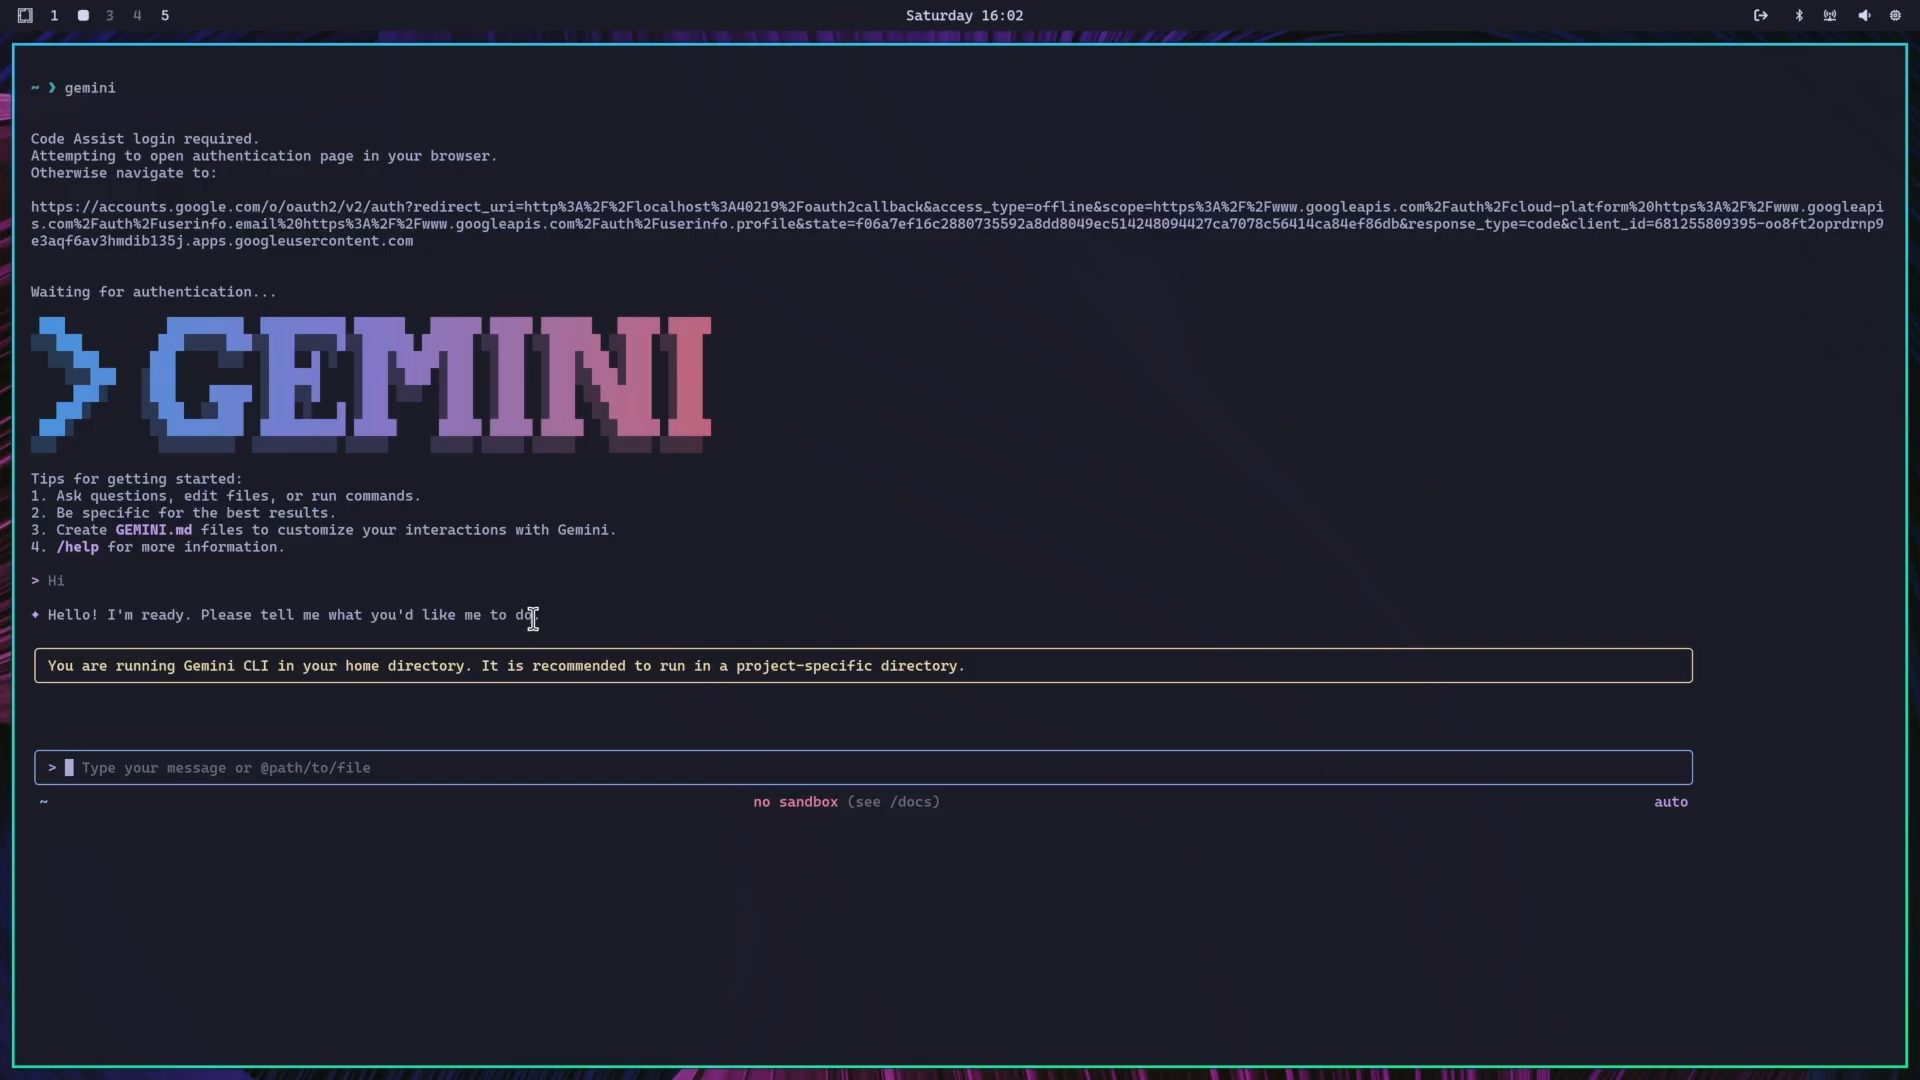 1 3 4 5
Saturday 16:02
~ ❯ gemini
Code Assist login required.
Attempting to open authentication page in your browser.
Otherwise navigate to:
https://accounts.google.com/o/oauth2/v2/auth?redirect_uri=http%3A%2F%2Flocalhost%3A40219%2Foauth2callback&access_type=offline&scope=https%3A%2F%2Fwww.googleapis.com%2Fauth%2Fcloud-platform%20https%3A%2F%2Fwww.googleapi
s.com%2Fauth%2Fuserinfo.email%20https%3A%2F%2Fwww.googleapis.com%2Fauth%2Fuserinfo.profile&state=f06a7ef16c2880735592a8dd8049ec514248094427ca7078c56414ca84ef86db&response_type=code&client_id=681255809395-oo8ft2oprdrnp9
e3aqf6av3hmdib135j.apps.googleusercontent.com
Waiting for authentication...
> GEMINI
Tips for getting started:
1. Ask questions, edit files, or run commands.
2. Be specific for the best results.
3. Create GEMINI.md files to customize your interactions with Gemini.
4. /help for more information.
> Hi
✦ Hello! I'm ready. Please tell me what you'd like me to do.
You are running Gemini CLI in your home directory. It is recommended to run in a project-specific directory.
> Type your message or @path/to/file
~ no sandbox (see /docs) auto